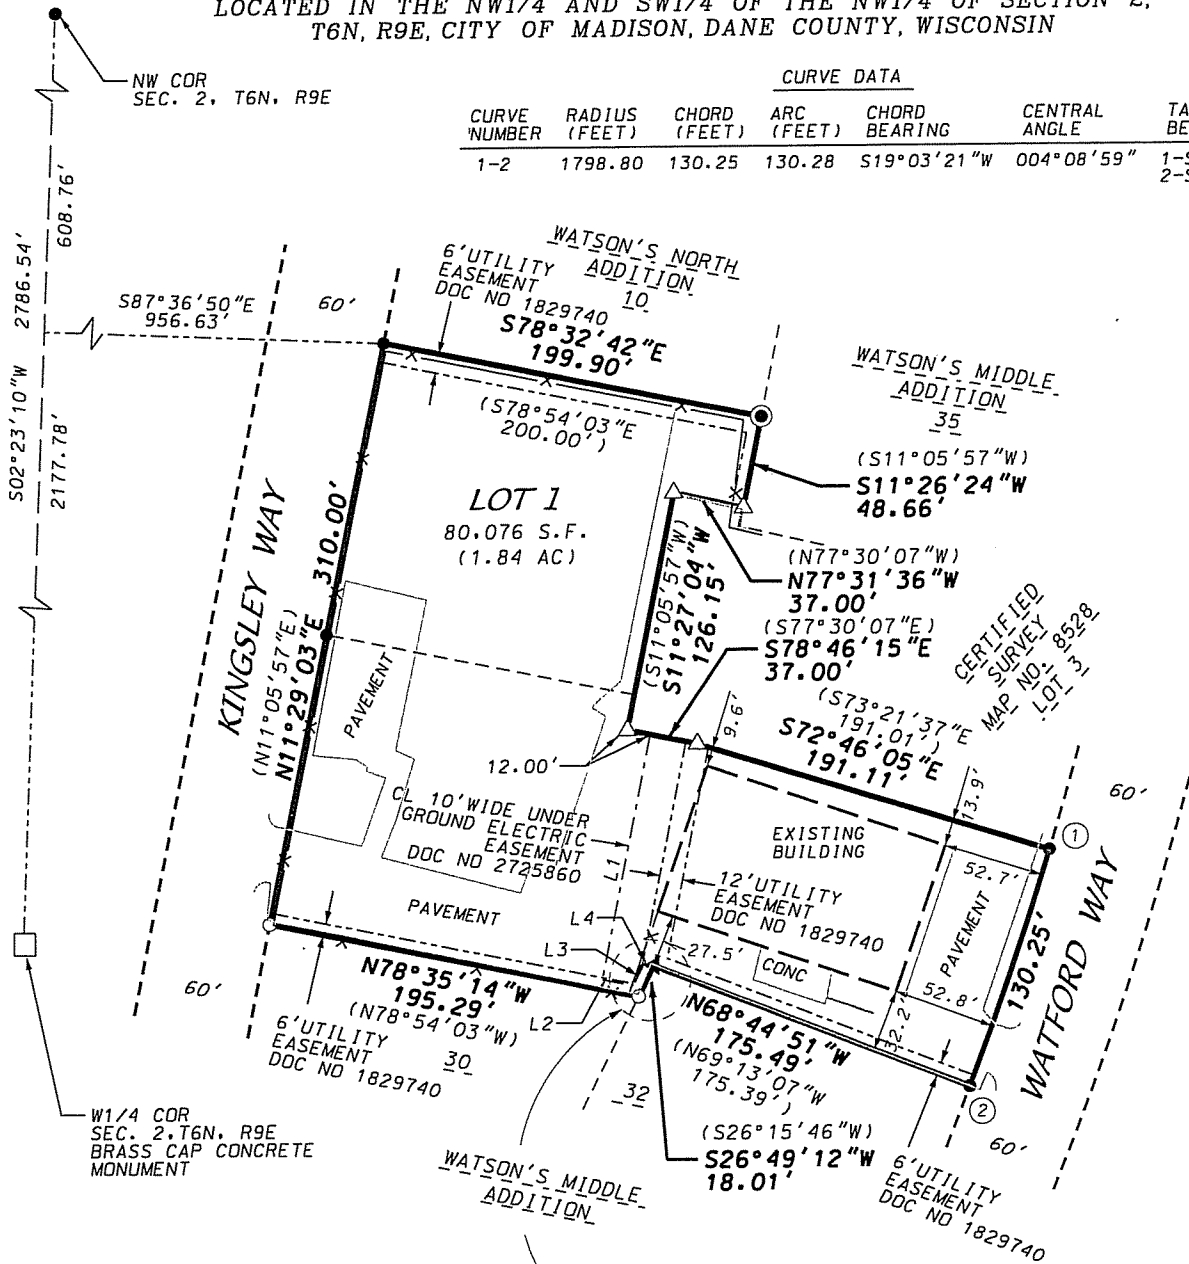 LOCATED IN THE NW1/4 AND SW1/4 OF THE NW1/4 OF SECTION 2,
T6N, R9E, CITY OF MADISON, DANE COUNTY, WISCONSIN
NW COR
SEC. 2, T6N, R9E
CURVE DATA
CURVE NUMBER RADIUS (FEET) CHORD (FEET) ARC (FEET) CHORD BEARING CENTRAL ANGLE
1-2 1798.80 130.25 130.28 S19°03'21"W 004°08'59"
608.76'
S02°23'10"W 2786.54'
2177.78'
S87°36'50"E
956.63'
60'
WATSON'S NORTH
ADDITION
10
6'UTILITY
EASEMENT
DOC NO 1829740
S78°32'42"E
199.90'
(S78°54'03"E
200.00')
WATSON'S MIDDLE
ADDITION
35
(S11°05'57"W)
S11°26'24"W
48.66'
LOT 1
80.076 S.F.
(1.84 AC)
KINGSLEY WAY
(N11°05'57"E)
N11°29'03"E 310.00'
PAVEMENT
(S11°05'57"W)
S11°27'04"W
126.15'
(N77°30'07"W)
N77°31'36"W
37.00'
(S77°30'07"E)
S78°46'15"E
37.00'
CERTIFIED
SURVEY
MAP NO. 8528
LOT 3
(S73°21'37"E
191.01')
S72°46'05"E
191.11'
9.6'
13.9'
60'
1
12.00'
CL 10'WIDE UNDER
GROUND ELECTRIC
EASEMENT
DOC NO 2725860
L1
EXISTING
BUILDING
52.7'
12'UTILITY
EASEMENT
DOC NO 1829740
PAVEMENT
L4
L3
L2
27.5'
CONC
PAVEMENT
52.8'
32.2'
130.25'
WATFORD WAY
60'
N78°35'14"W
195.29'
(N78°54'03"W)
6'UTILITY
EASEMENT
DOC NO 1829740
30
N68°44'51"W
175.49'
(N69°13'07"W
175.39')
32
2
60'
(S26°15'46"W)
S26°49'12"W
18.01'
6'UTILITY
EASEMENT
DOC NO 1829740
W1/4 COR
SEC. 2,T6N, R9E
BRASS CAP CONCRETE
MONUMENT
WATSON'S MIDDLE
ADDITION